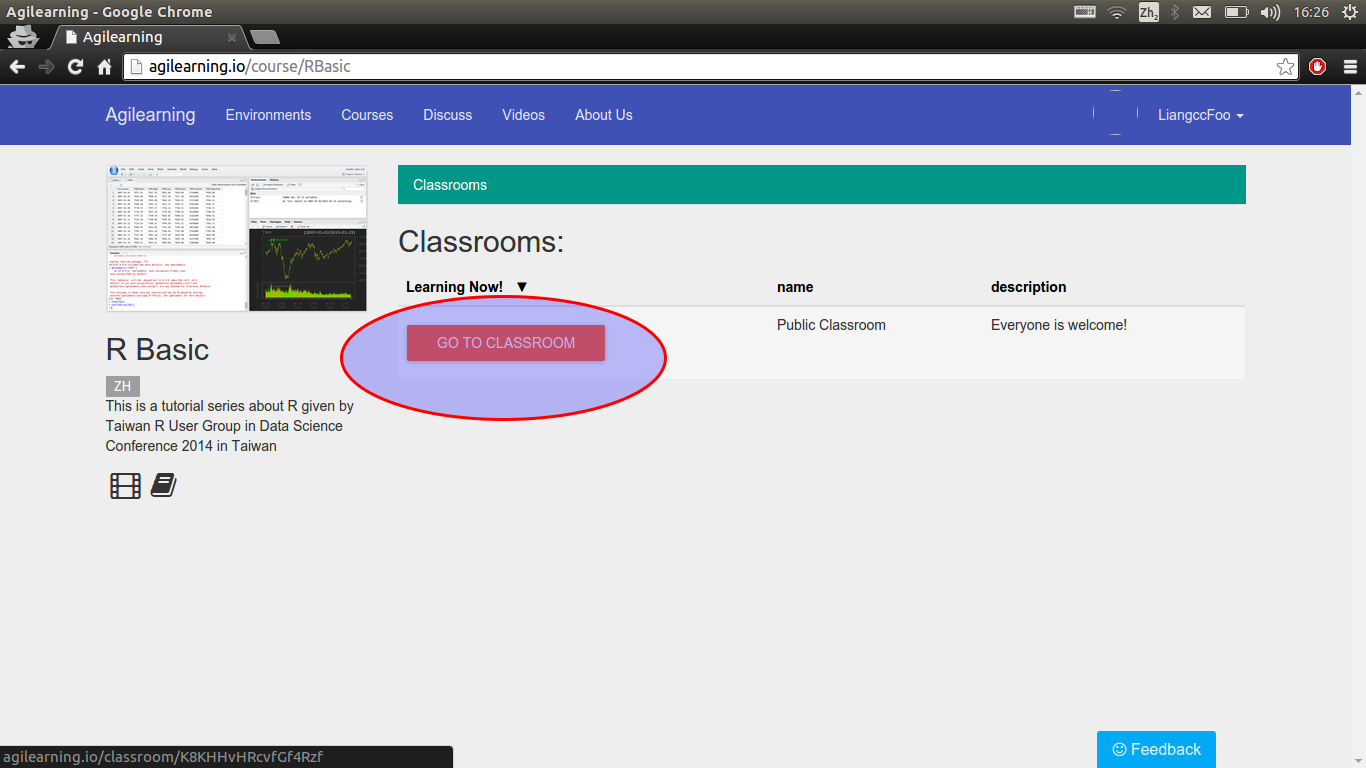 Agilearning - Google Chrome
Zh2
16:26
Agilearning
agilearning.io/course/RBasic
Agilearning Environments Courses Discuss Videos About Us LiangccFoo
Classrooms
Classrooms:
Learning Now! ▼ name description
GO TO CLASSROOM Public Classroom Everyone is welcome!
R Basic
ZH
This is a tutorial series about R given by
Taiwan R User Group in Data Science
Conference 2014 in Taiwan
Feedback
agilearning.io/classroom/K8KHHvHRcvfGf4Rzf